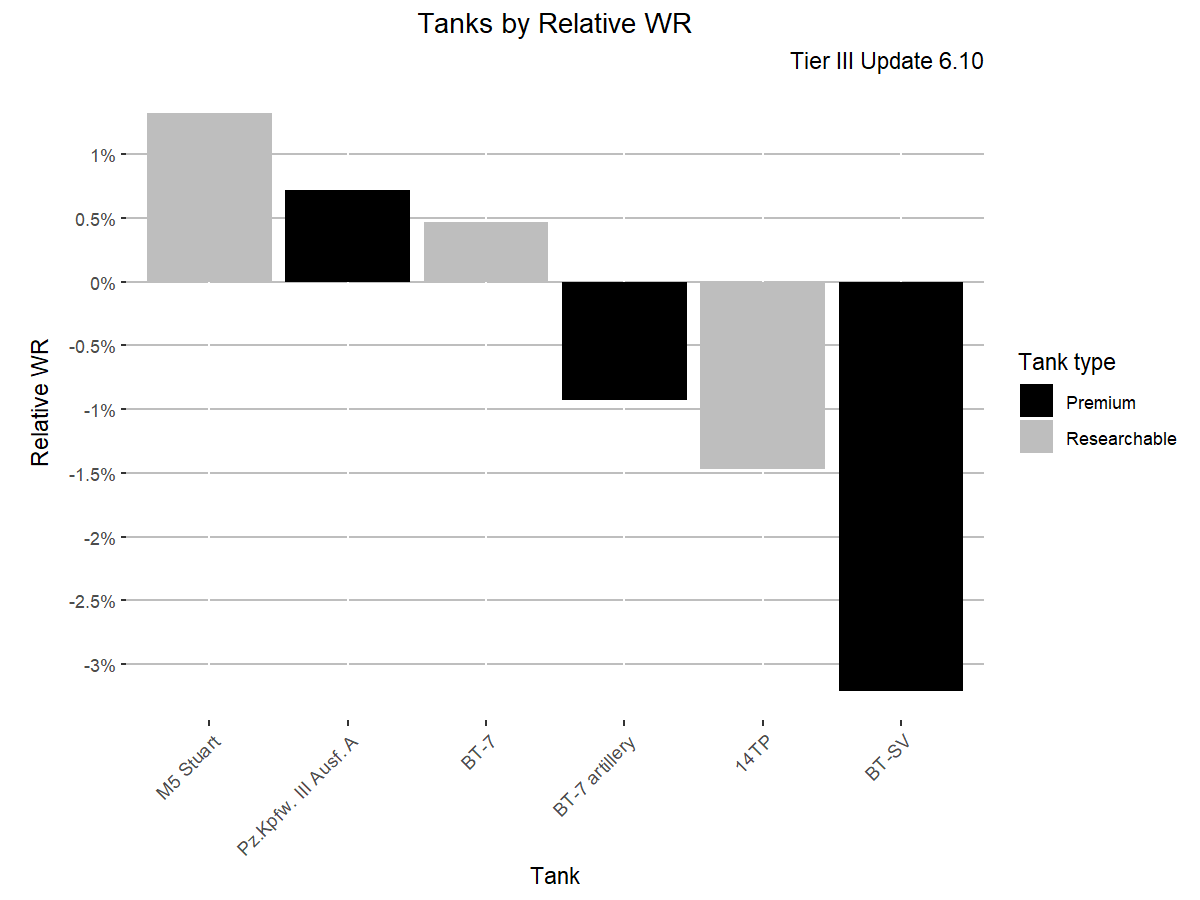 Tanks by Relative WR
Tier III Update 6.10
Relative WR
1%
0.5%
0%
-0.5%
-1%
-1.5%
-2%
-2.5%
-3%
M5 Stuart
Pz.Kpfw. III Ausf. A
BT-7
BT-7 artillery
14TP
BT-SV
Tank
Tank type
Premium
Researchable